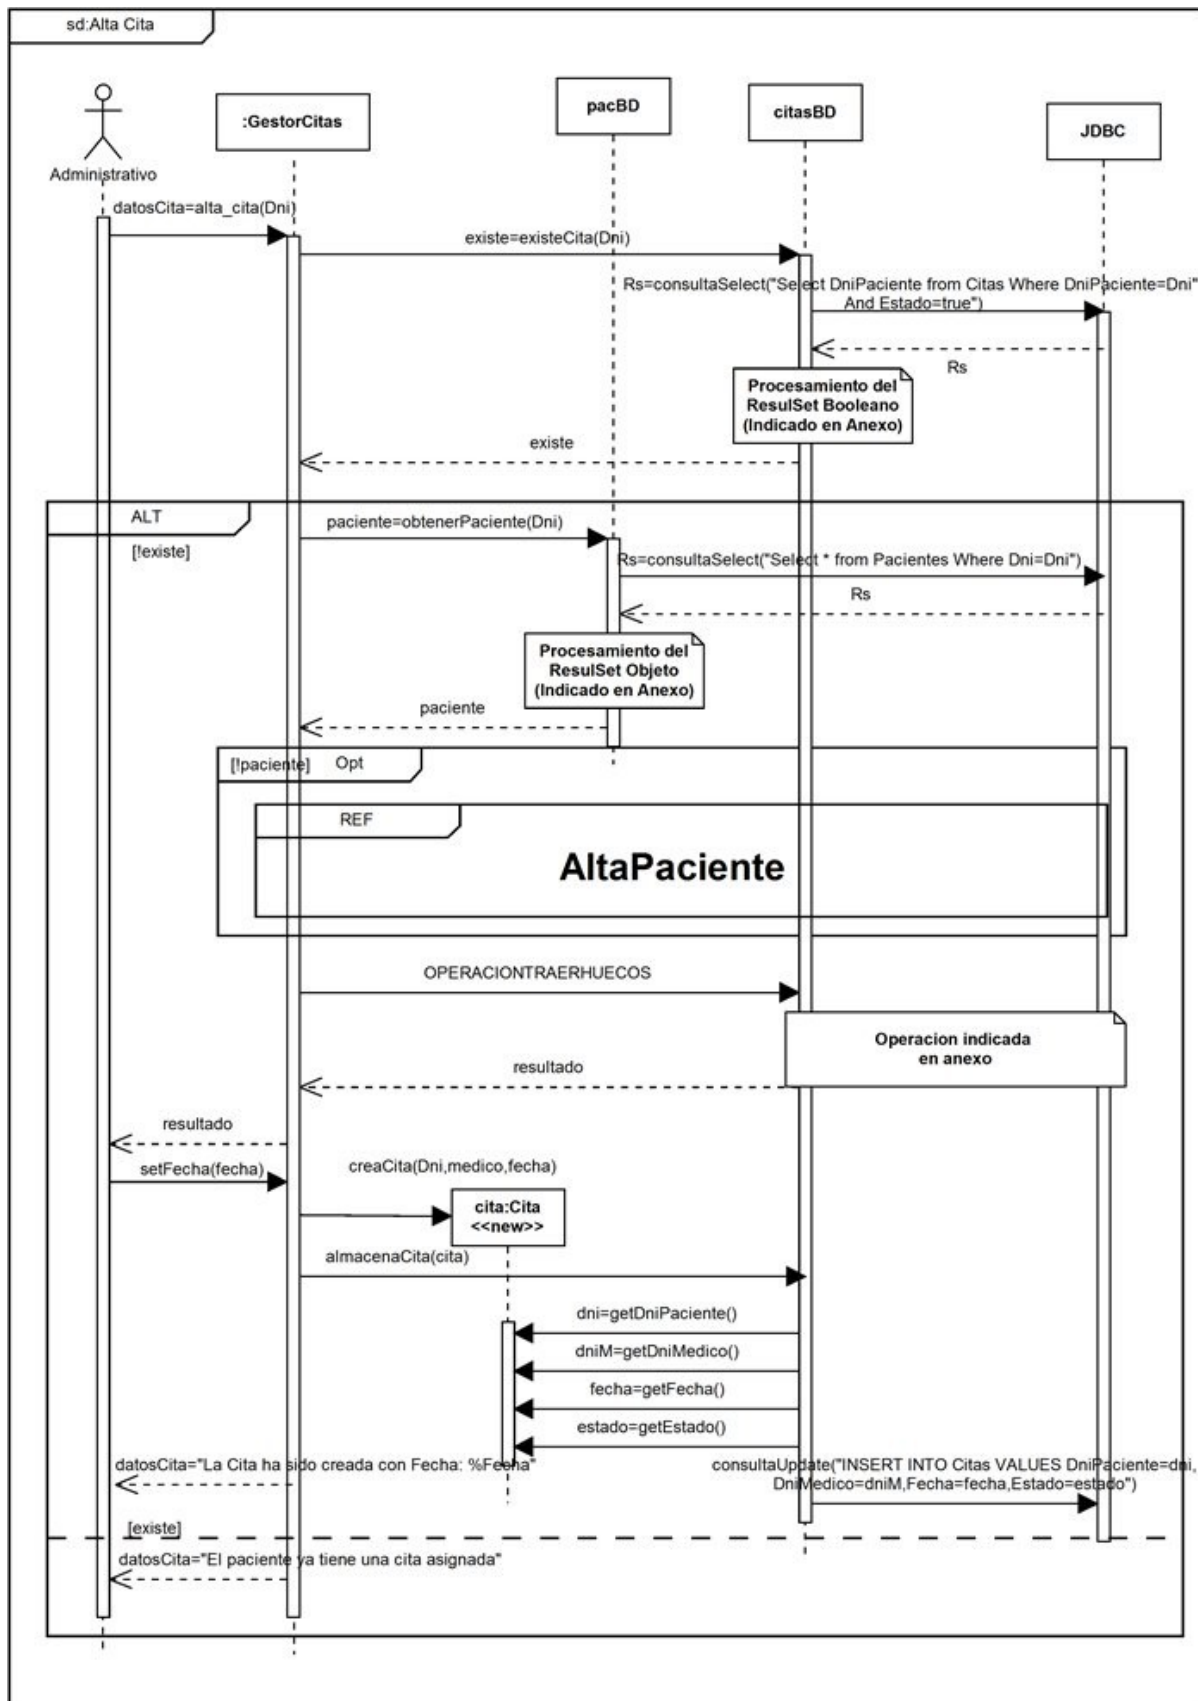 sd:Alta Cita
Administrativo
:GestorCitas
pacBD
citasBD
JDBC
datosCita=alta_cita(Dni)
existe=existeCita(Dni)
Rs=consultaSelect("Select DniPaciente from Citas Where DniPaciente=Dni"
And Estado=true")
Rs
Procesamiento del
ResulSet Booleano
(Indicado en Anexo)
existe
ALT
[!existe]
paciente=obtenerPaciente(Dni)
Rs=consultaSelect("Select * from Pacientes Where Dni=Dni")
Rs
Procesamiento del
ResulSet Objeto
(Indicado en Anexo)
paciente
[!paciente] Opt
REF
AltaPaciente
OPERACIONTRAERHUECOS
Operacion indicada
en anexo
resultado
resultado
setFecha(fecha)
creaCita(Dni,medico,fecha)
cita:Cita
<<new>>
almacenaCita(cita)
dni=getDniPaciente()
dniM=getDniMedico()
fecha=getFecha()
estado=getEstado()
datosCita="La Cita ha sido creada con Fecha: %Fecha"
consultaUpdate("INSERT INTO Citas VALUES DniPaciente=dni,
DniMedico=dniM,Fecha=fecha,Estado=estado")
[existe]
datosCita="El paciente ya tiene una cita asignada"